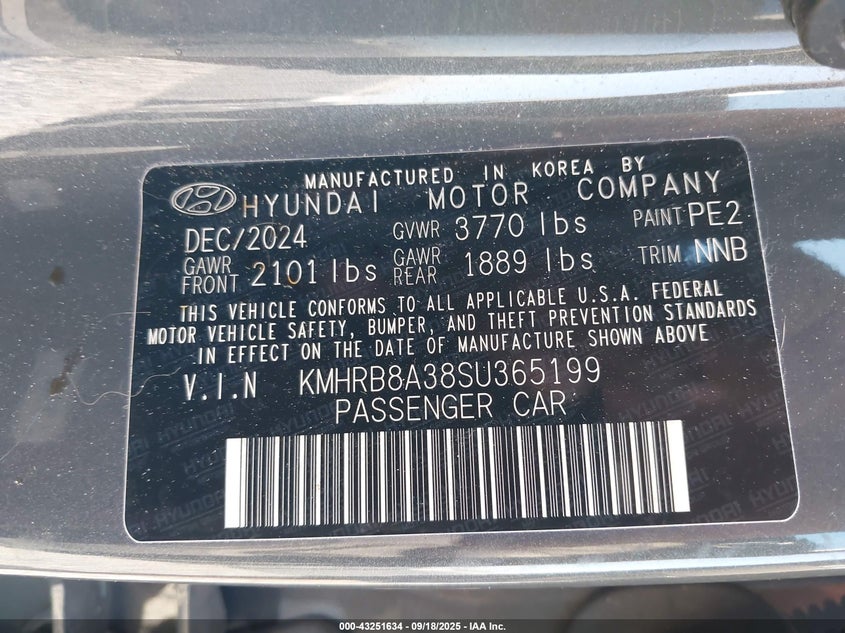 MANUFACTURED IN KOREA BY
HYUNDAI MOTOR COMPANY
DEC/2024 GVWR 3770 lbs PAINT PE2
GAWR FRONT 2101 lbs GAWR REAR 1889 lbs TRIM NNB
THIS VEHICLE CONFORMS TO ALL APPLICABLE U.S.A. FEDERAL
MOTOR VEHICLE SAFETY, BUMPER, AND THEFT PREVENTION STANDARDS
IN EFFECT ON THE DATE OF MANUFACTURE SHOWN ABOVE
V.I.N KMHRB8A38SU365199
PASSENGER CAR
000-43251634 - 09/18/2025 - IAA Inc.